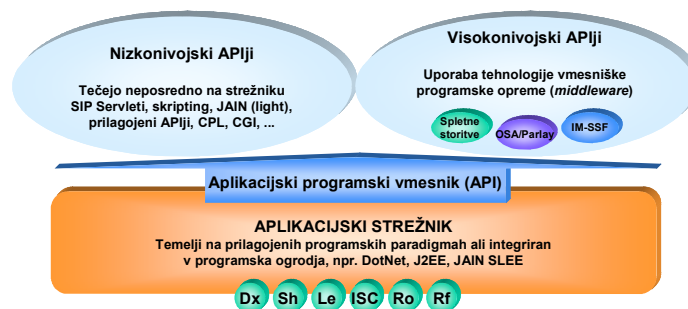 Nizkonivojski APIji
Tečejo neposredno na strežniku
SIP Servleti, skripting, JAIN (light),
prilagojeni APIji, CPL, CGI, ...
Visokonivojski APIji
Uporaba tehnologije vmesniške
programske opreme (middleware)
Spletne
storitve
OSA/Parlay
IM-SSF
Aplikacijski programski vmesnik (API)
APLIKACIJSKI STREŽNIK
Temelji na prilagojenih programskih paradigmah ali integriran
v programska ogrodja, npr. DotNet, J2EE, JAIN SLEE
Dx Sh Le ISC Ro Rf